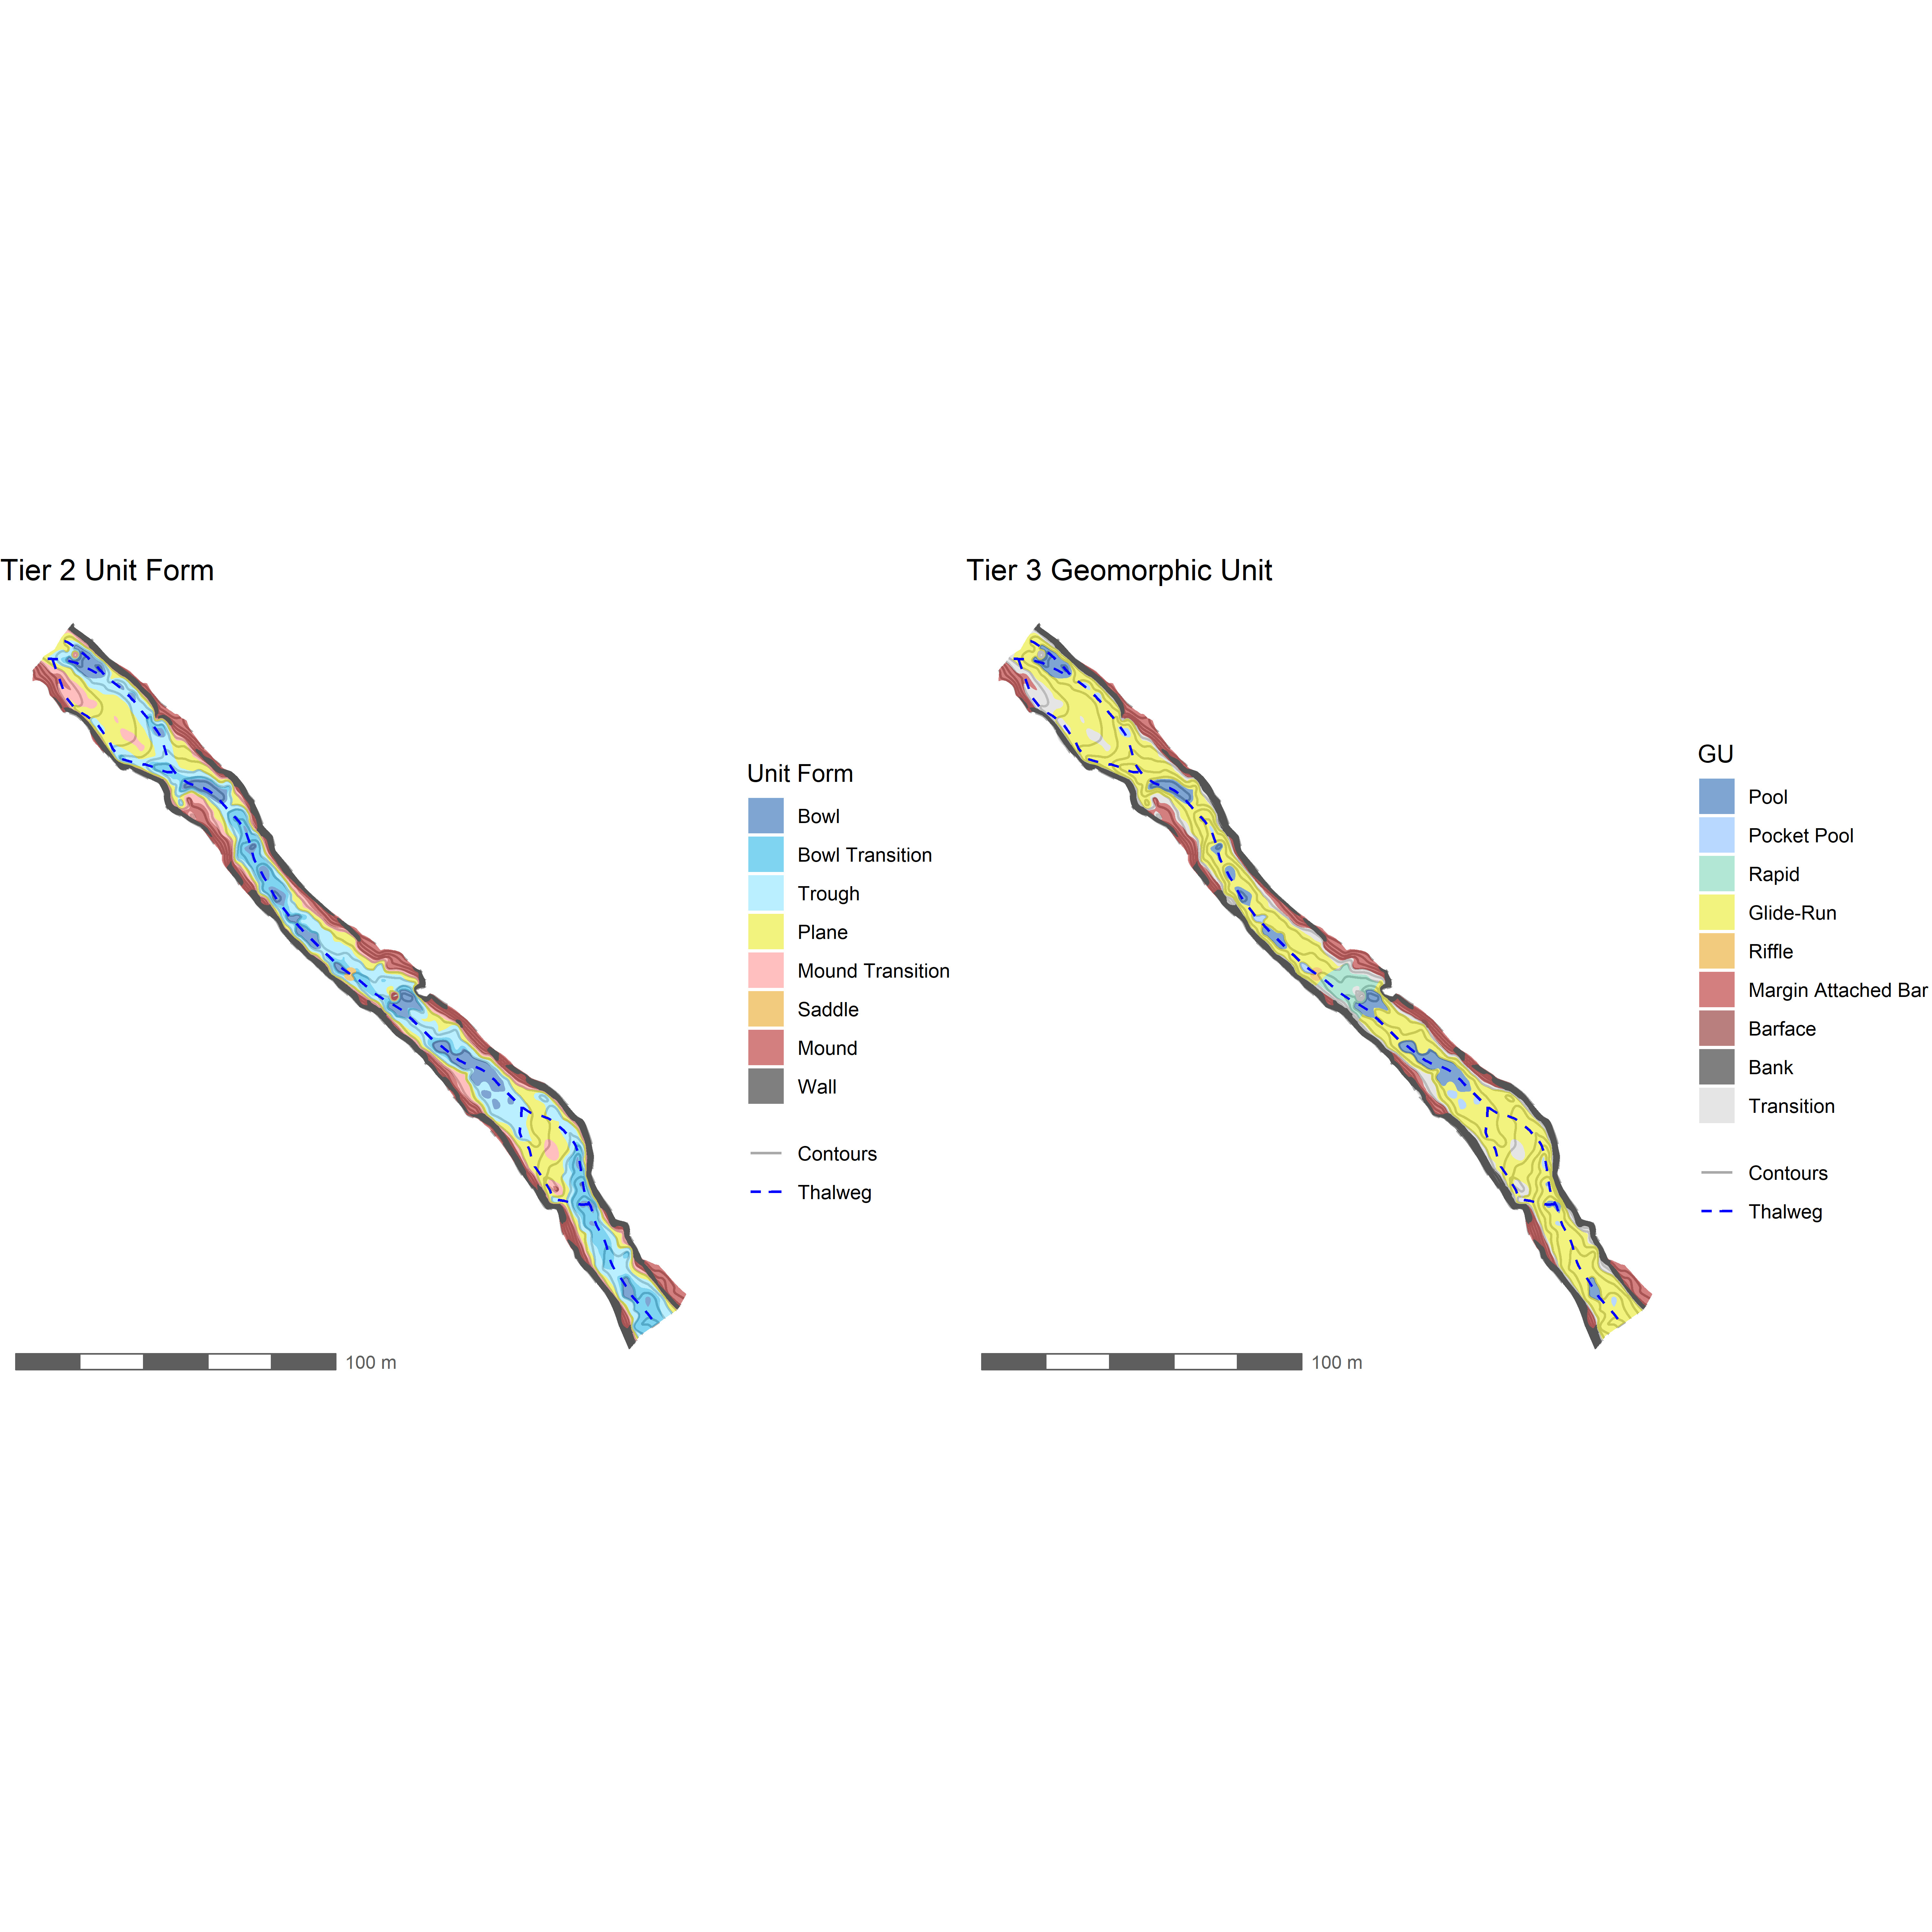 Tier 2 Unit Form
Unit Form
Bowl
Bowl Transition
Trough
Plane
Mound Transition
Saddle
Mound
Wall
Contours
Thalweg
100 m
Tier 3 Geomorphic Unit
GU
Pool
Pocket Pool
Rapid
Glide-Run
Riffle
Margin Attached Bar
Barface
Bank
Transition
Contours
Thalweg
100 m